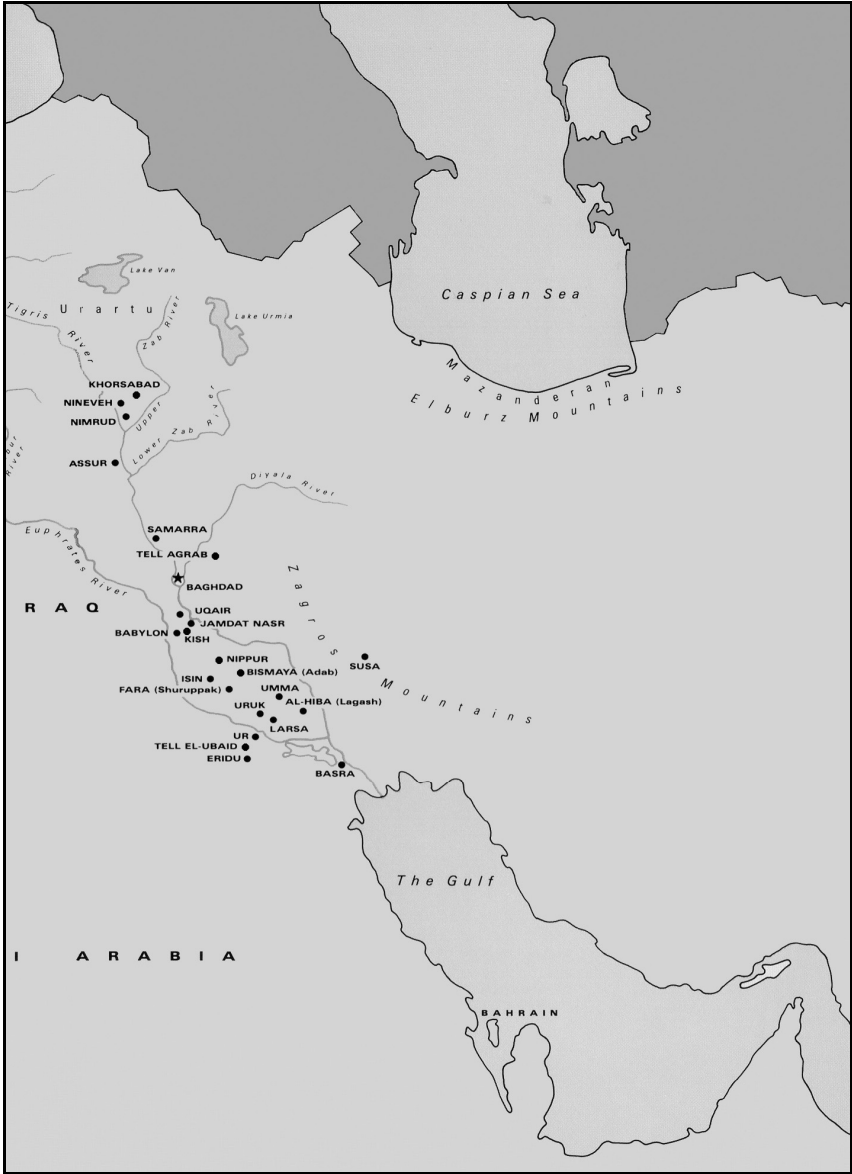 Lake Van
Caspian Sea
Tigris River
Urartu
Zab River
Lake Urmia
Mazanderan
Elburz Mountains
KHORSABAD
NINEVEH
Upper
NIMRUD
Lower Zab River
bur River
ASSUR
Diyala River
SAMARRA
Euphrates River
TELL AGRAB
Zagros Mountains
BAGHDAD
RAQ
UQAIR
JAMDAT NASR
BABYLON
KISH
NIPPUR
SUSA
BISMAYA (Adab)
ISIN
FARA (Shuruppak)
UMMA
AL-HIBA (Lagash)
URUK
LARSA
UR
TELL EL-UBAID
ERIDU
BASRA
The Gulf
I ARABIA
BAHRAIN